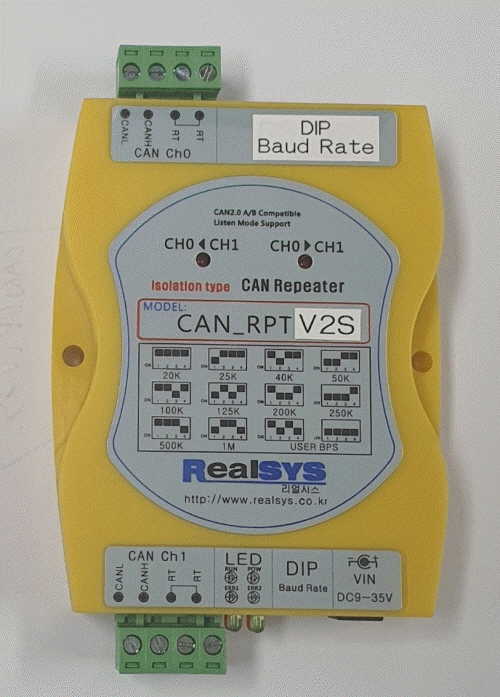 CANL CANH RT RT
CAN Ch0
DIP
Baud Rate
CAN2.0 A/B Compatible
Listen Mode Support
CH0 ◀ CH1 CH0 ▶ CH1
Isolation type CAN Repeater
MODEL:
CAN_RPT V2S
20K 25K 40K 50K
100K 125K 200K 250K
500K 1M USER BPS
RealSYS
리얼시스
http://www.realsys.co.kr
CAN Ch1
CANL CANH RT RT
LED
RUN POW
ERR1 ERR2
DIP
Baud Rate
VIN
DC9~35V